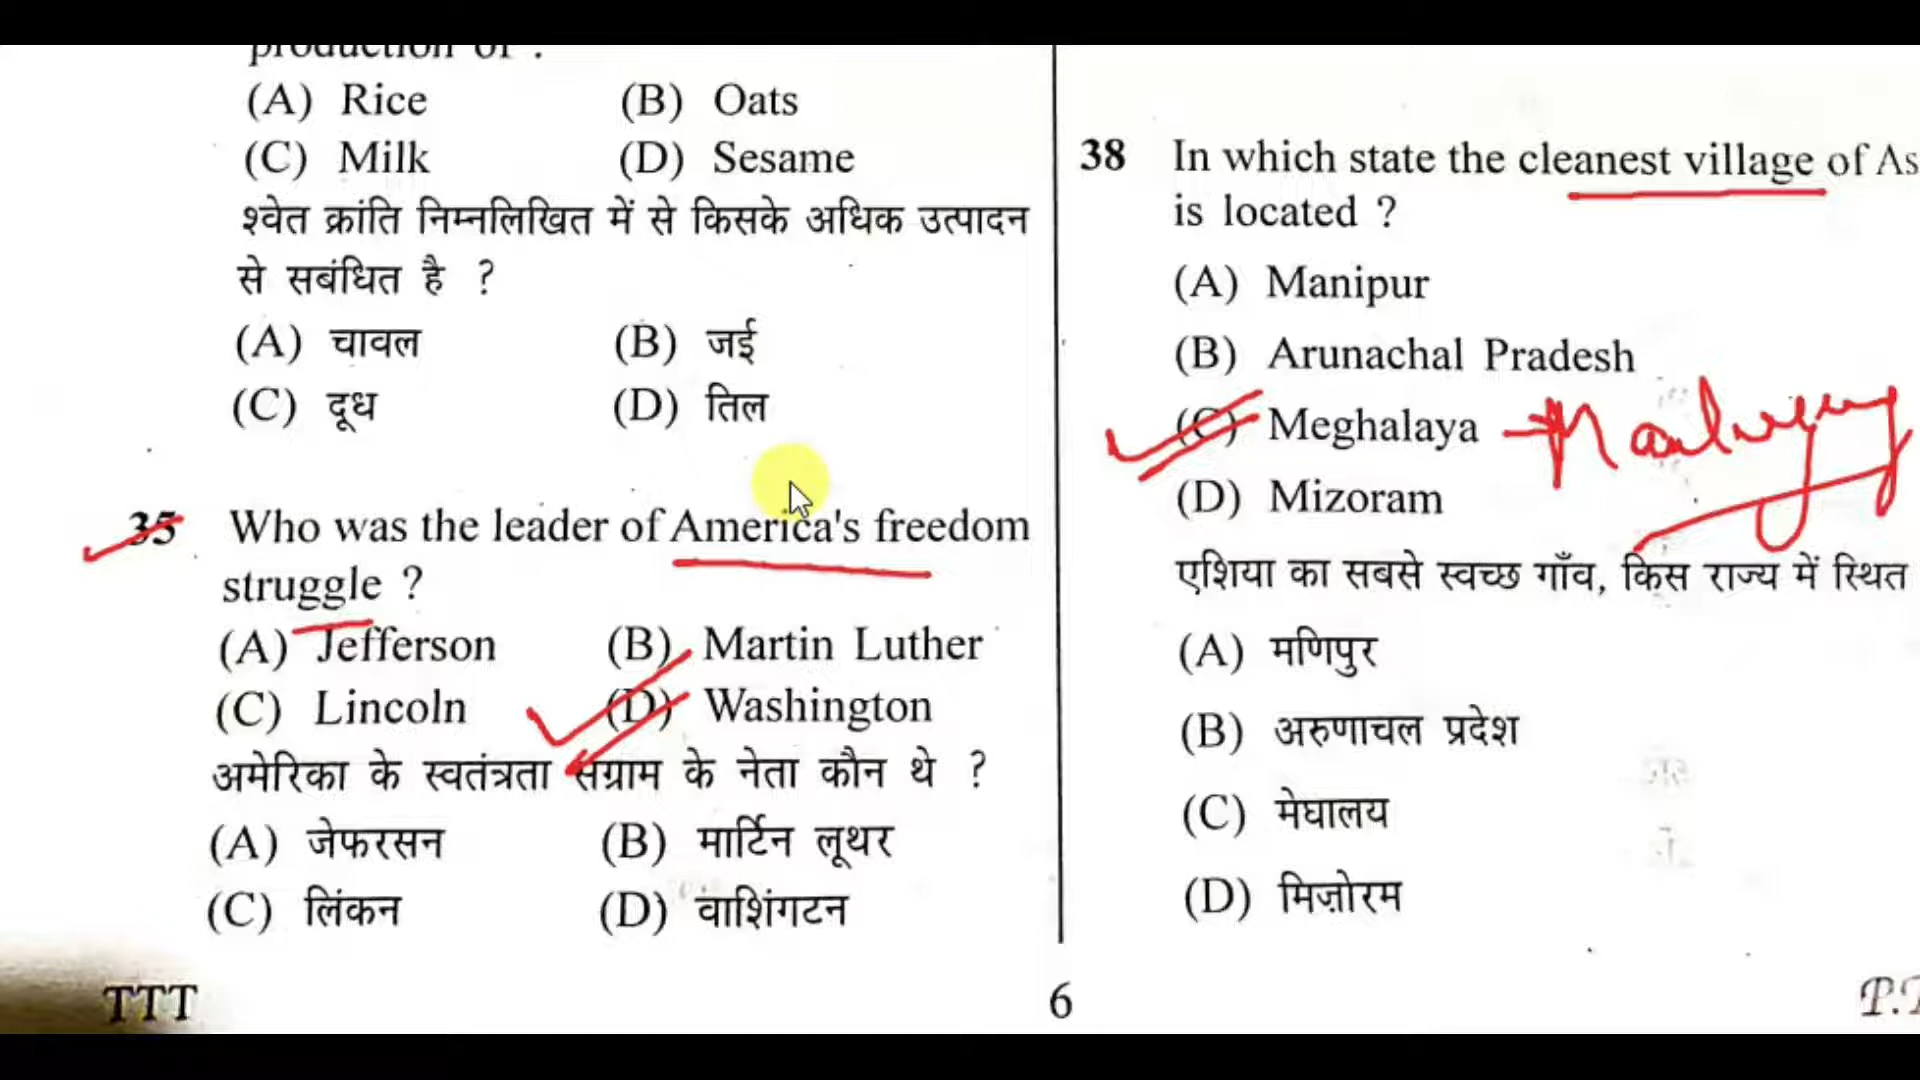 production of :
(A) Rice (B) Oats
(C) Milk (D) Sesame
श्वेत क्रांति निम्नलिखित में से किसके अधिक उत्पादन
से सबंधित है ?
(A) चावल (B) जई
(C) दूध (D) तिल
35 Who was the leader of America's freedom
struggle ?
(A) Jefferson (B) Martin Luther
(C) Lincoln (D) Washington
अमेरिका के स्वतंत्रता संग्राम के नेता कौन थे ?
(A) जेफरसन (B) मार्टिन लूथर
(C) लिंकन (D) वाशिंगटन
TTT
6
38 In which state the cleanest village of As
is located ?
(A) Manipur
(B) Arunachal Pradesh
(C) Meghalaya
(D) Mizoram
एशिया का सबसे स्वच्छ गाँव, किस राज्य में स्थित
(A) मणिपुर
(B) अरुणाचल प्रदेश
(C) मेघालय
(D) मिज़ोरम
P.